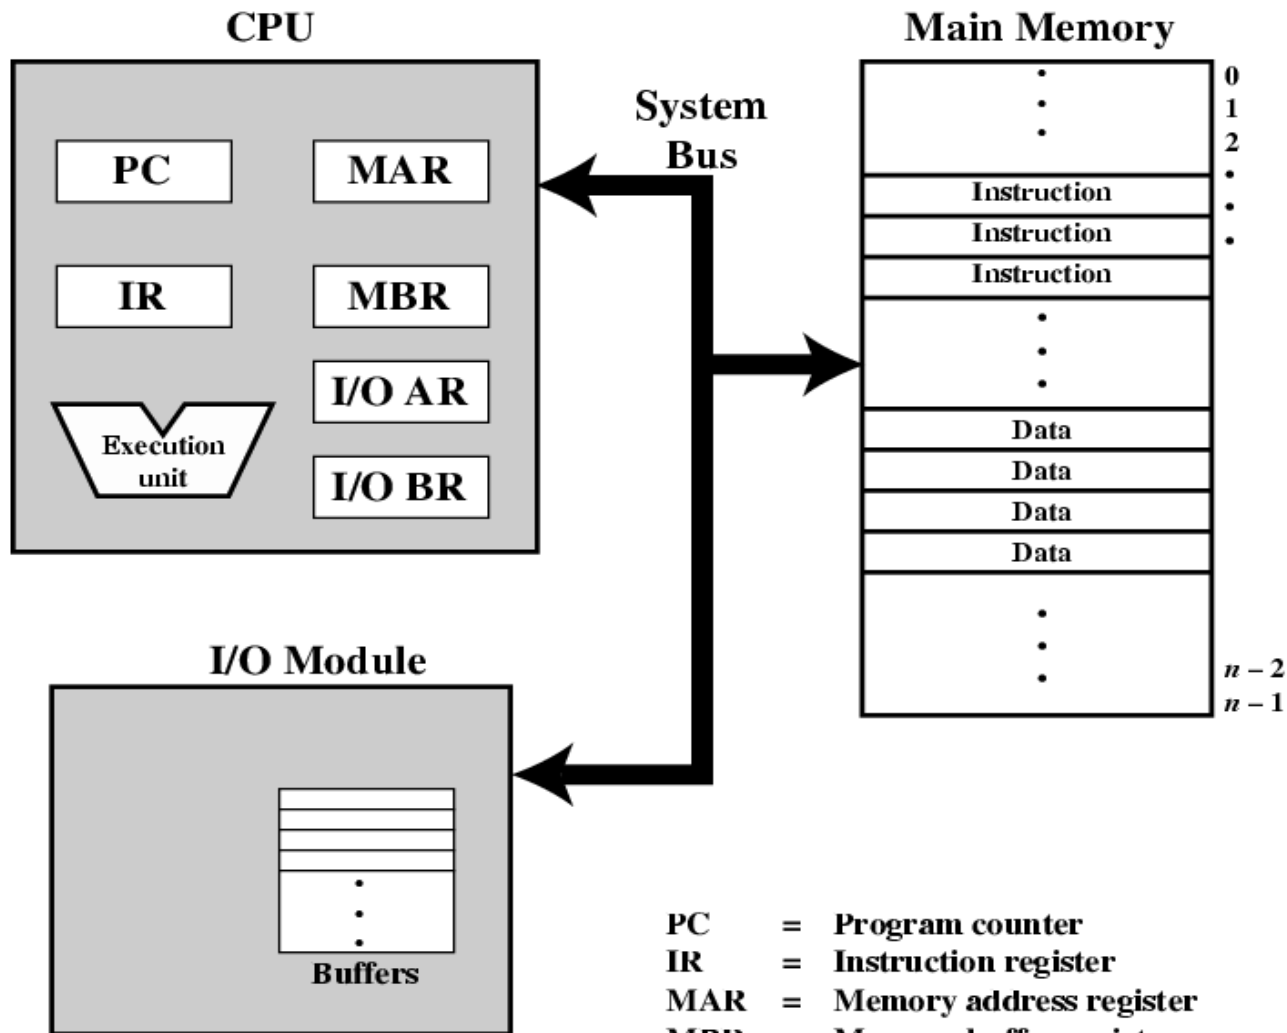 CPU
PC
MAR
IR
MBR
I/O AR
Execution
unit
I/O BR
System
Bus
Main Memory
0
1
2
Instruction
Instruction
Instruction
Data
Data
Data
Data
n – 2
n – 1
I/O Module
Buffers
PC = Program counter
IR = Instruction register
MAR = Memory address register